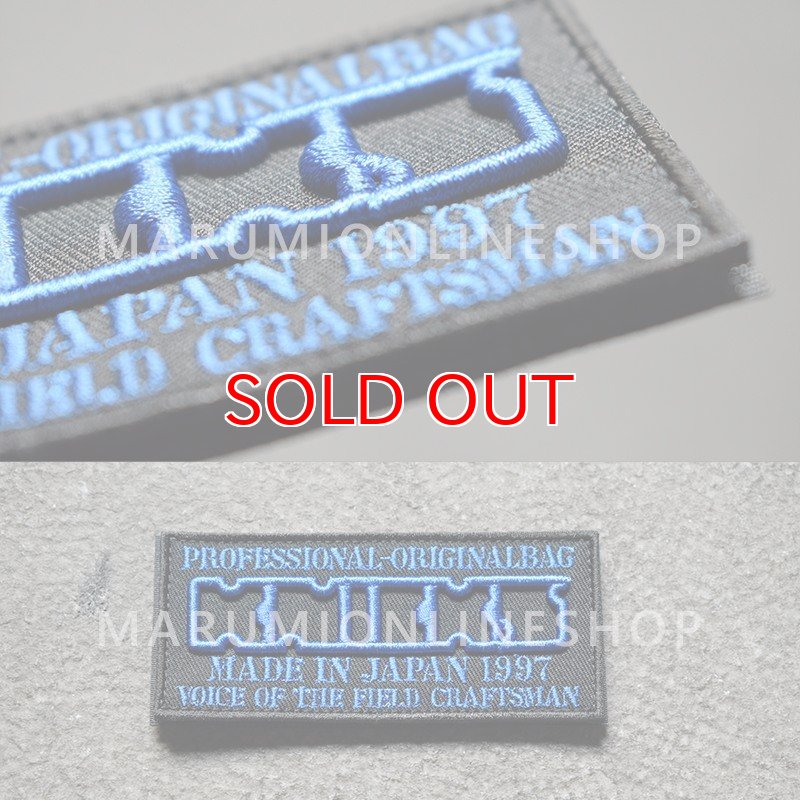 -ORIGINALBAG
JAPAN 1997
MARUMIONLINESHOP
FIELD CRAFTSMAN
SOLD OUT
PROFESSIONAL-ORIGINALBAG
MARUMIONLINESHOP
MADE IN JAPAN 1997
VOICE OF THE FIELD CRAFTSMAN